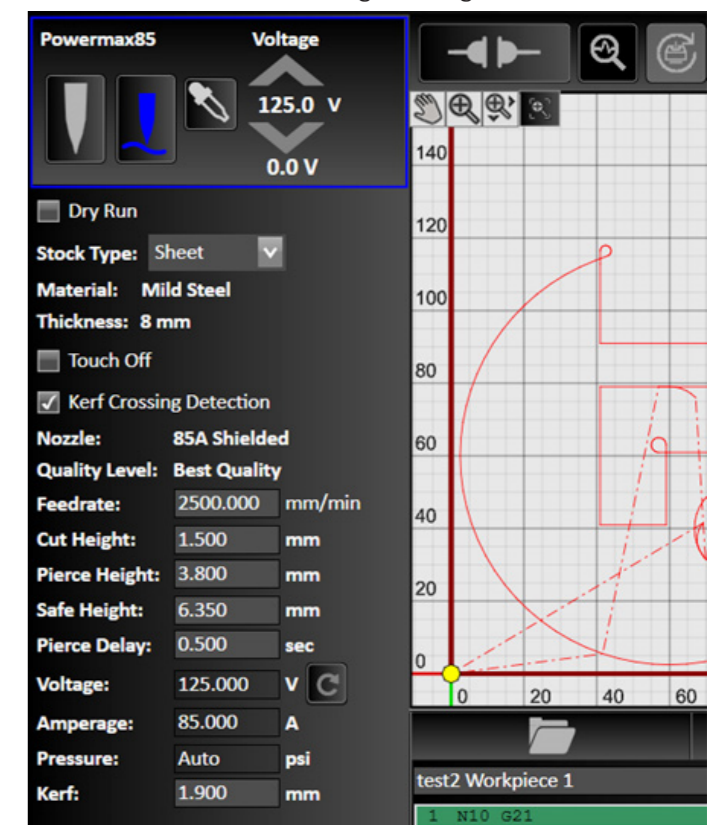 Powermax85 Voltage
125.0 V
0.0 V
Dry Run
Stock Type: Sheet
Material: Mild Steel
Thickness: 8 mm
Touch Off
Kerf Crossing Detection
Nozzle: 85A Shielded
Quality Level: Best Quality
Feedrate: 2500.000 mm/min
Cut Height: 1.500 mm
Pierce Height: 3.800 mm
Safe Height: 6.350 mm
Pierce Delay: 0.500 sec
Voltage: 125.000 V
Amperage: 85.000 A
Pressure: Auto psi
Kerf: 1.900 mm
140
120
100
80
60
40
20
0
0 20 40 60
test2 Workpiece 1
1 N10 G21